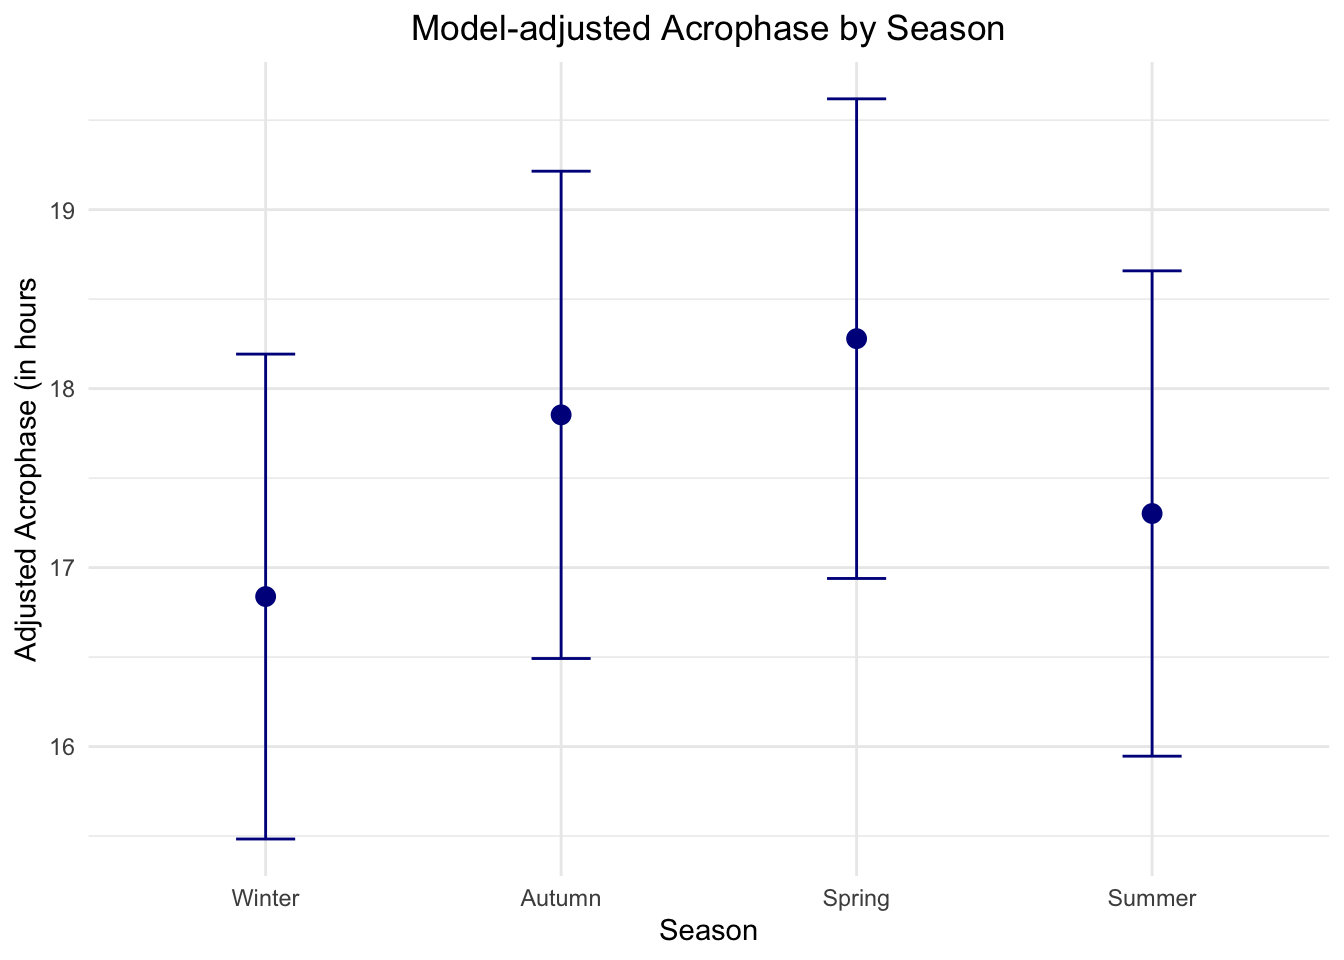 Model-adjusted Acrophase by Season
Adjusted Acrophase (in hours
19
18
17
16
Winter
Autumn
Spring
Summer
Season